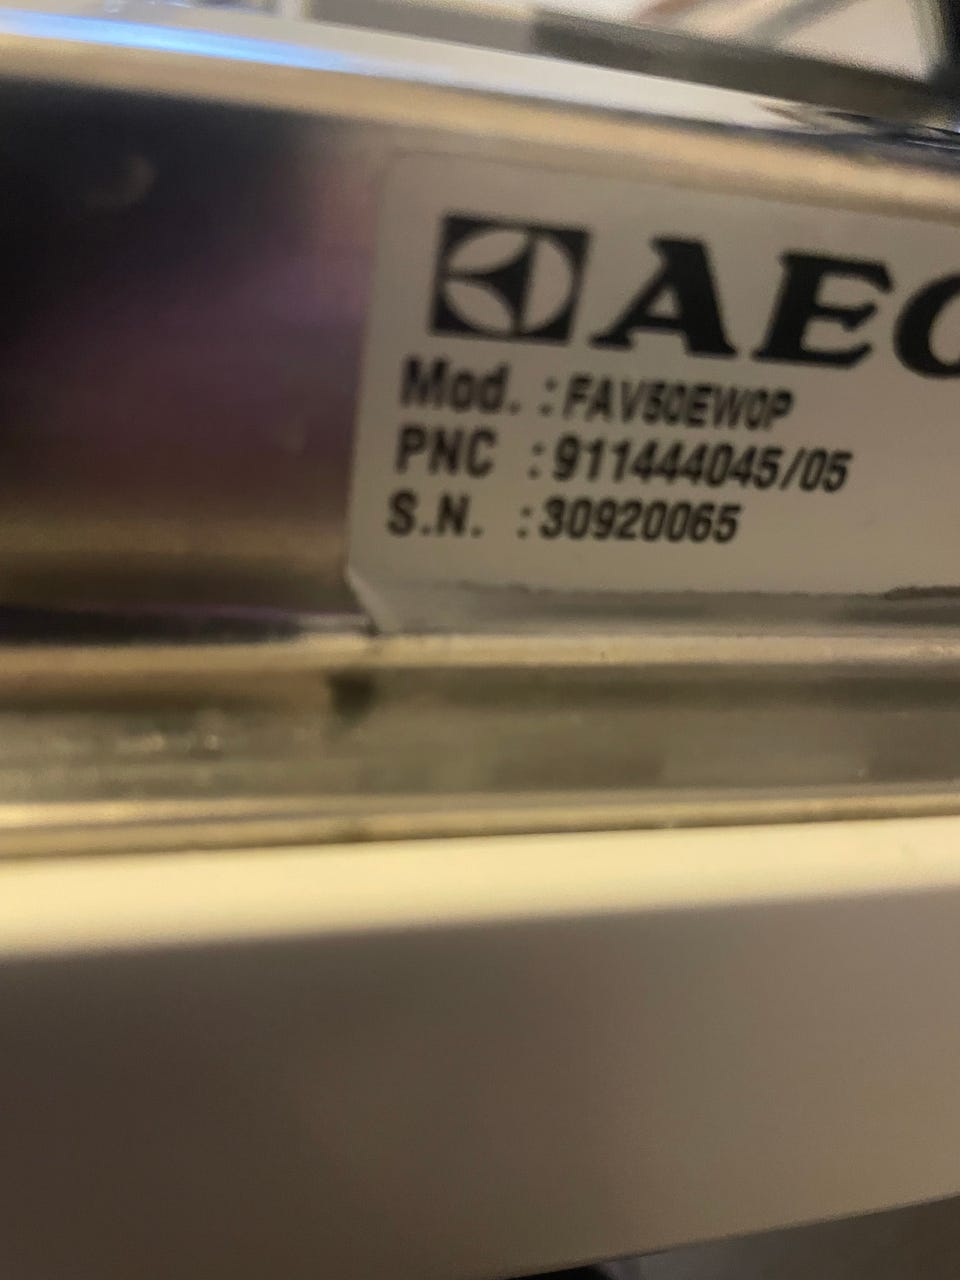 AEG
Mod. : FAV50EW0P
PNC : 911444045/05
S.N. : 30920065